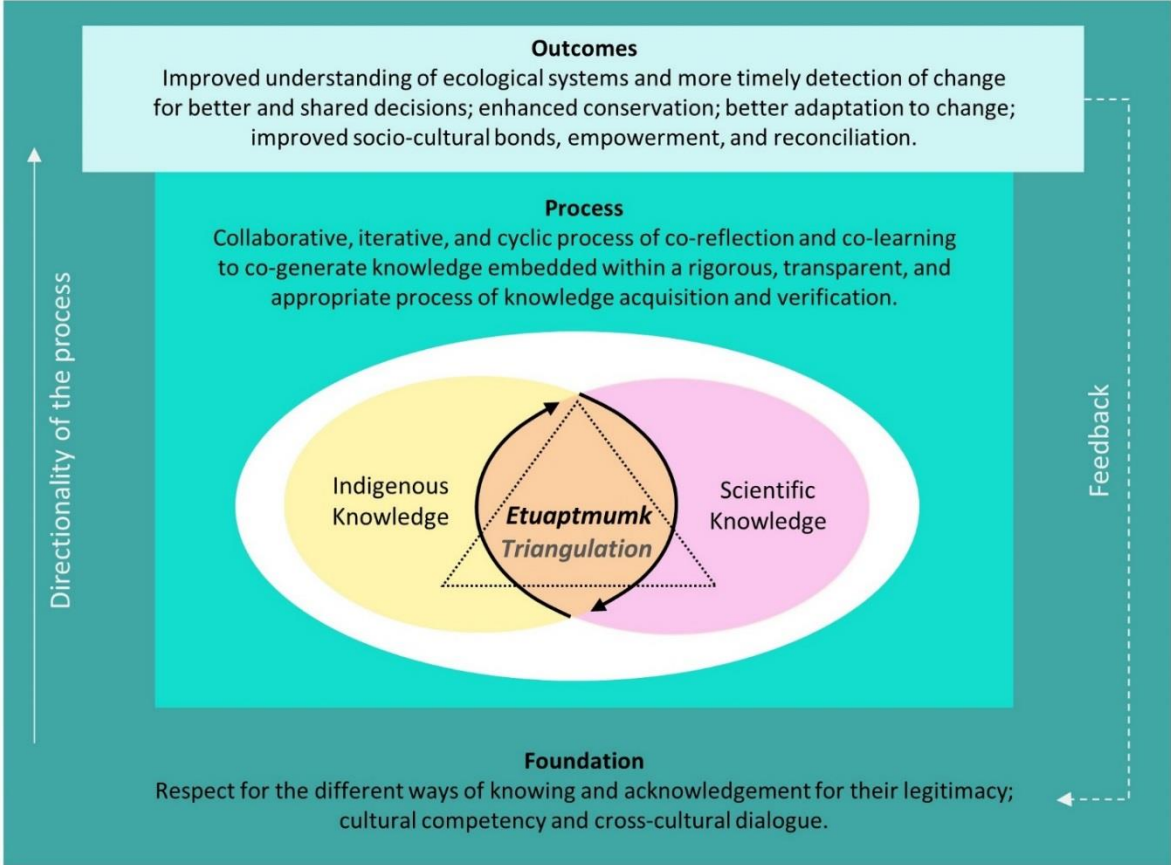 Outcomes
Improved understanding of ecological systems and more timely detection of change
for better and shared decisions; enhanced conservation; better adaptation to change;
improved socio-cultural bonds, empowerment, and reconciliation.
Process
Collaborative, iterative, and cyclic process of co-reflection and co-learning
to co-generate knowledge embedded within a rigorous, transparent, and
appropriate process of knowledge acquisition and verification.
Directionality of the process
Indigenous
Knowledge
Etuaptmumk
Triangulation
Scientific
Knowledge
Feedback
Foundation
Respect for the different ways of knowing and acknowledgement for their legitimacy;
cultural competency and cross-cultural dialogue.